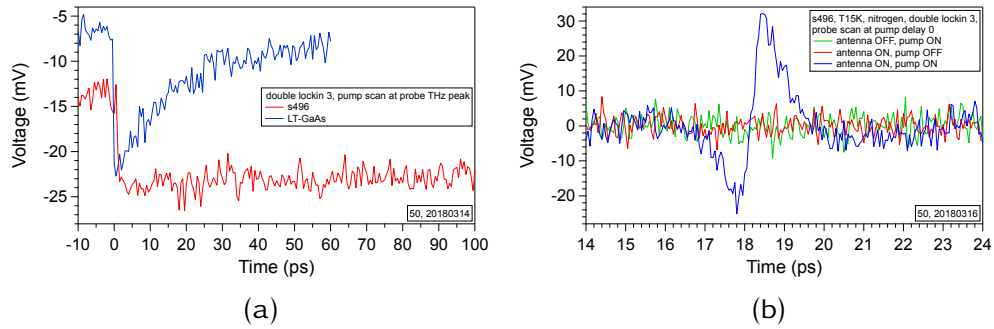 Voltage (mV)
-5
-10
-15
-20
-25
-10
0
10
20
30
40
50
60
70
80
90
100
Time (ps)
double lockin 3, pump scan at probe THz peak
s496
LT-GaAs
50, 20180314
(a)
Voltage (mV)
30
20
10
0
-10
-20
14
15
16
17
18
19
20
21
22
23
24
Time (ps)
s496, T15K, nitrogen, double lockin 3,
probe scan at pump delay 0
antenna OFF, pump ON
antenna ON, pump OFF
antenna ON, pump ON
50, 20180316
(b)